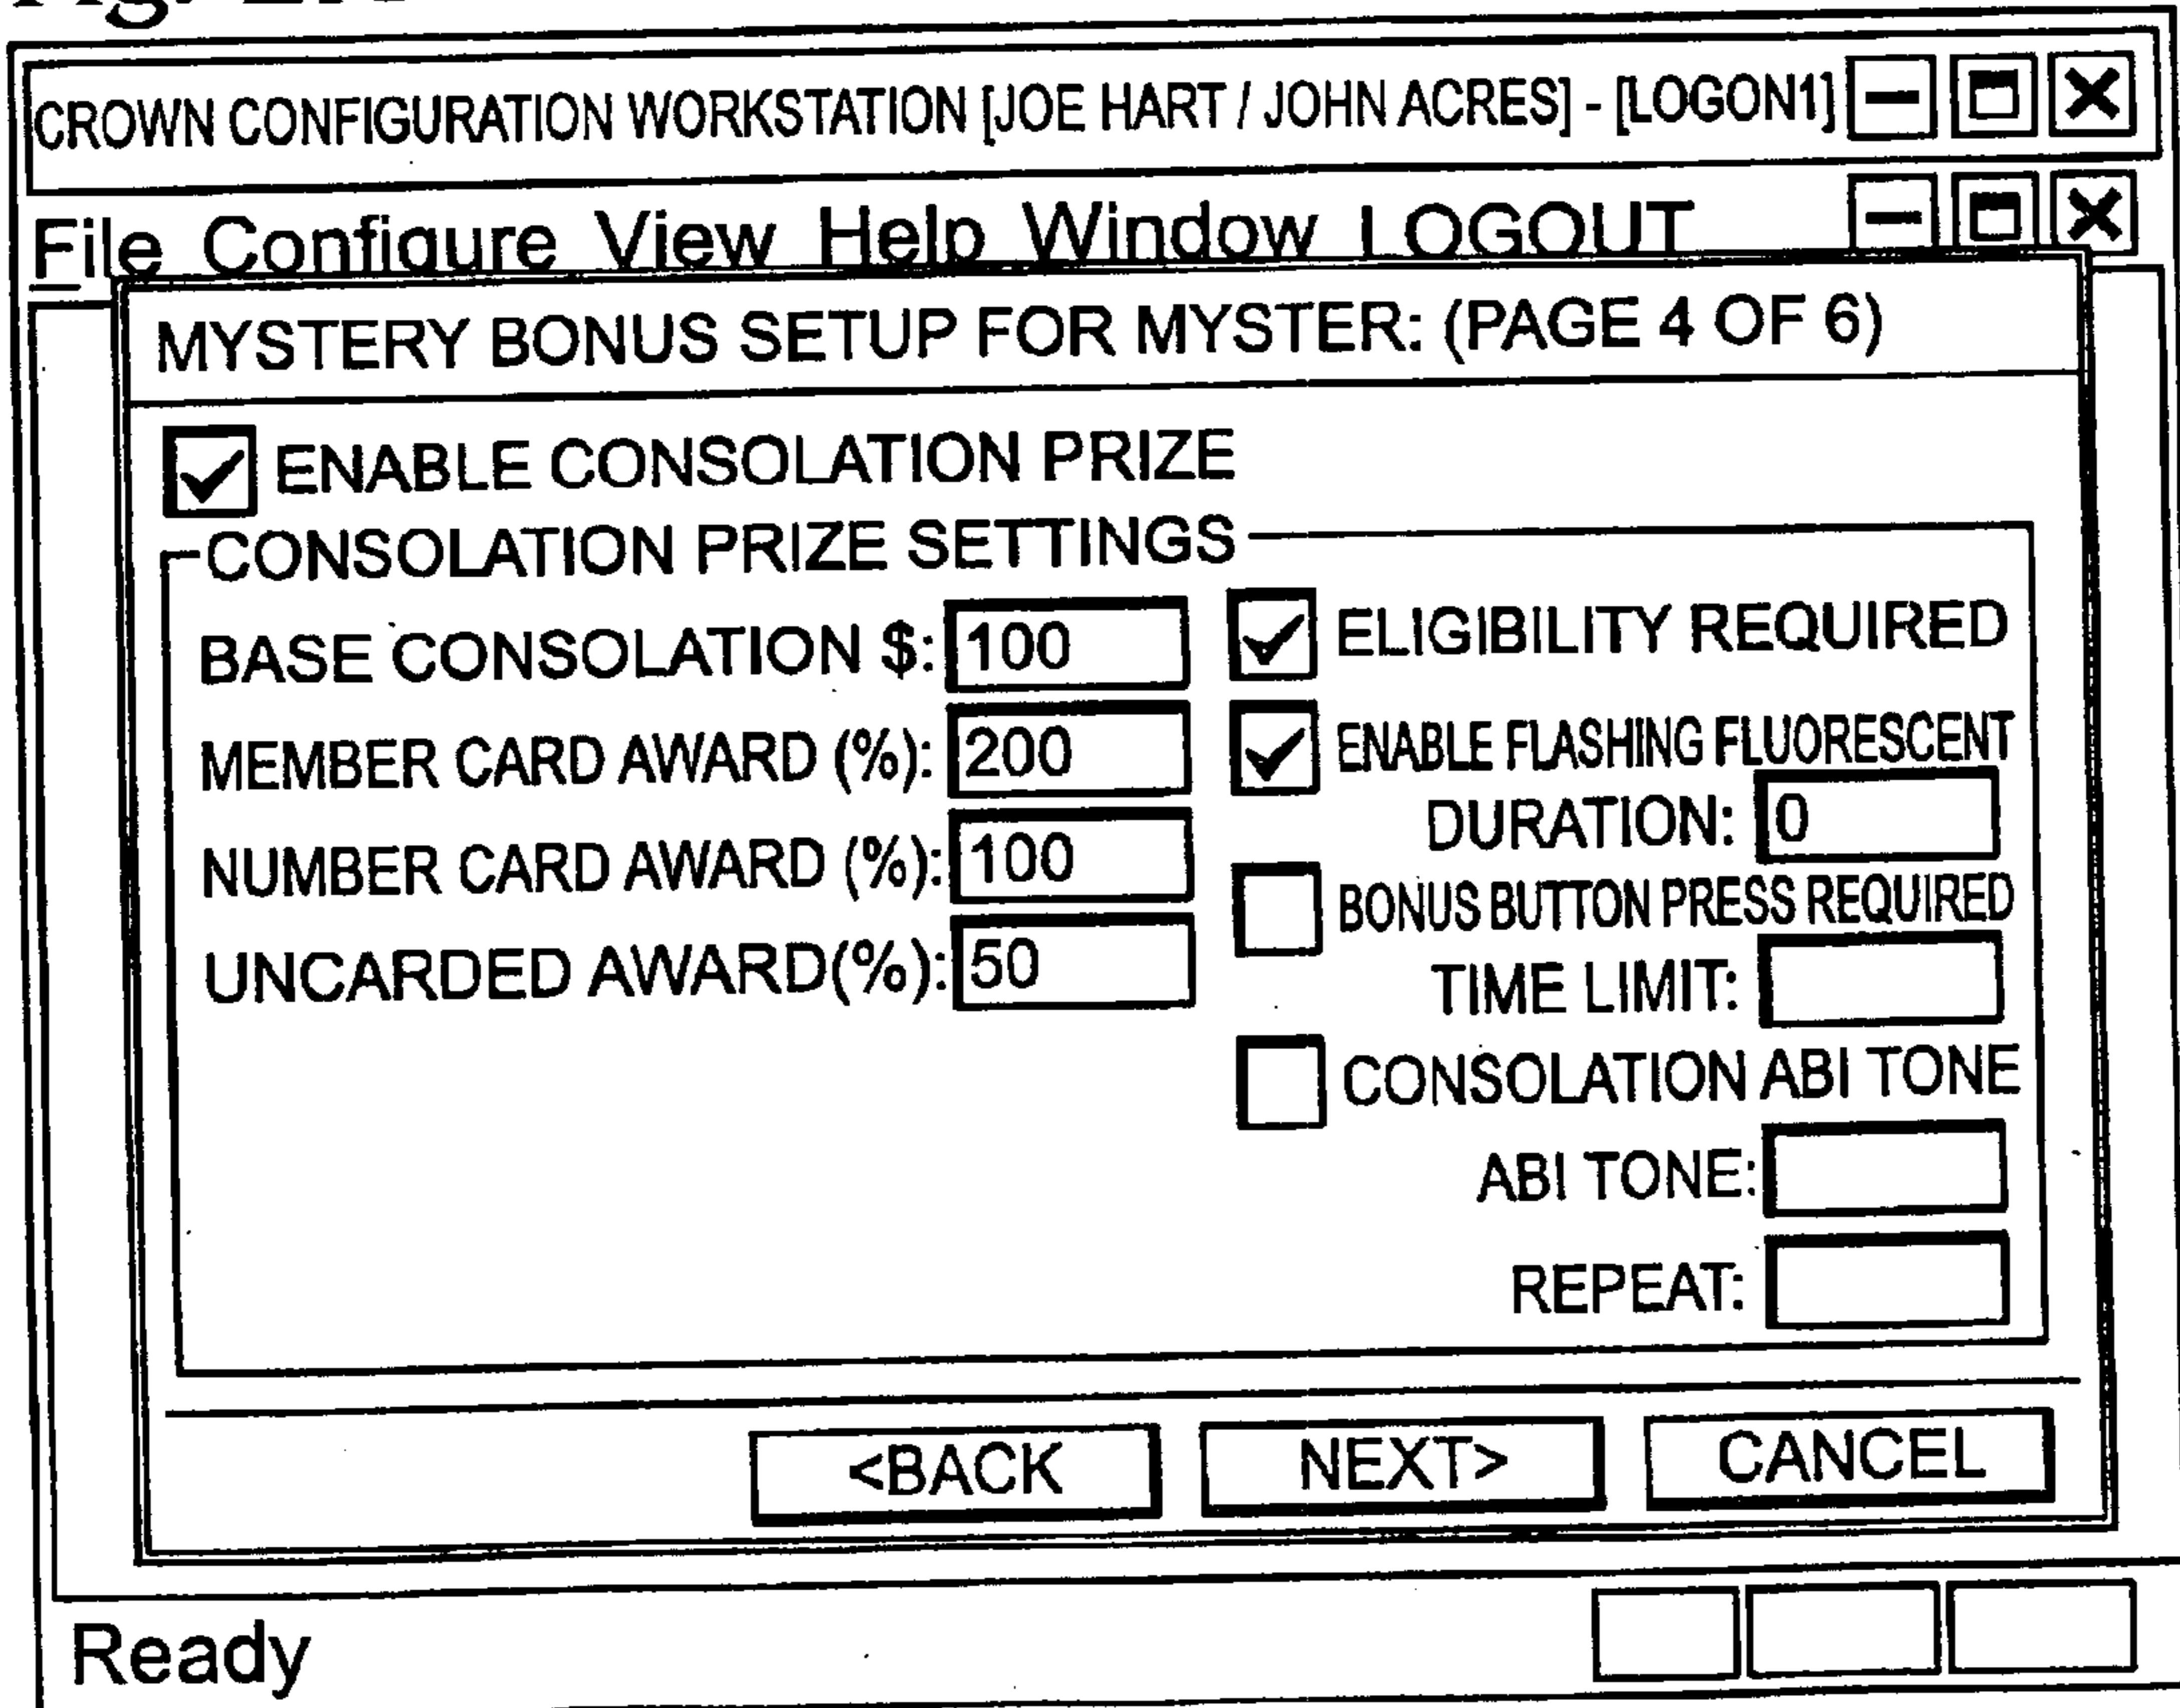 CROWN CONFIGURATION WORKSTATION [JOE HART / JOHN ACRES] - [LOGON1]
File Configure View Help Window LOGOUT
MYSTERY BONUS SETUP FOR MYSTER: (PAGE 4 OF 6)
ENABLE CONSOLATION PRIZE
CONSOLATION PRIZE SETTINGS
BASE CONSOLATION $: 100
MEMBER CARD AWARD (%): 200
NUMBER CARD AWARD (%): 100
UNCARDED AWARD(%): 50
ELIGIBILITY REQUIRED
ENABLE FLASHING FLUORESCENT
DURATION: 0
BONUS BUTTON PRESS REQUIRED
TIME LIMIT:
CONSOLATION ABI TONE
ABI TONE:
REPEAT:
<BACK NEXT> CANCEL
Ready